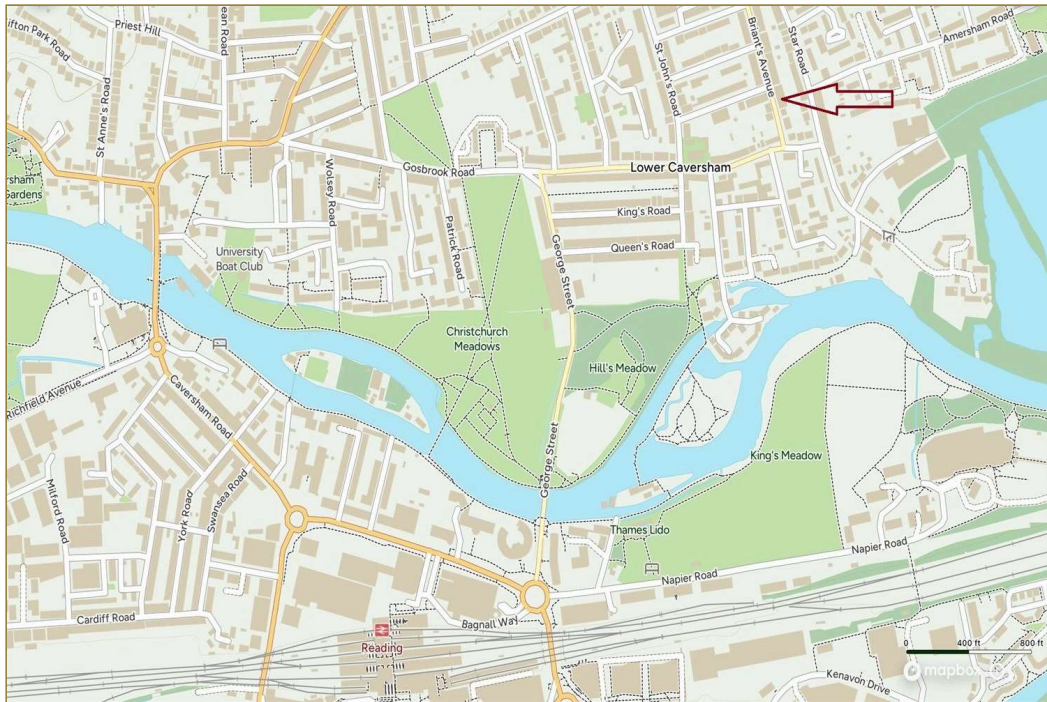 lifton Park Road
Priest Hill
ean Road
St Anne's Road
St John's Road
Briant's Avenue
Star Road
Amersham Road
Gosbrook Road
Lower Caversham
Wolsey Road
Patrick Road
King's Road
Queen's Road
George Street
rsham
Gardens
University
Boat Club
Christchurch
Meadows
Hill's Meadow
Richfield Avenue
Caversham Road
George Street
King's Meadow
Milford Road
York Road
Swansea Road
Thames Lido
Napier Road
Napier Road
Cardiff Road
Bagnall Way
Reading
0
400 ft
800 ft
mapbox
Kenavon Drive